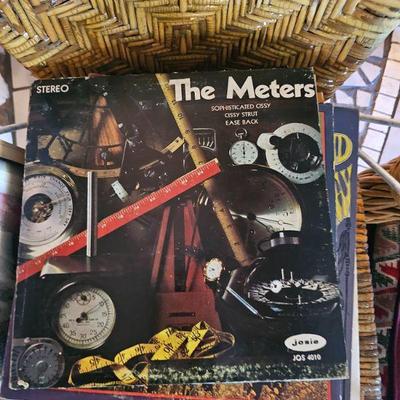 STEREO
The Meters
SOPHISTICATED CISSY
CISSY STRUT
EASE BACK
josie
JOS 4010